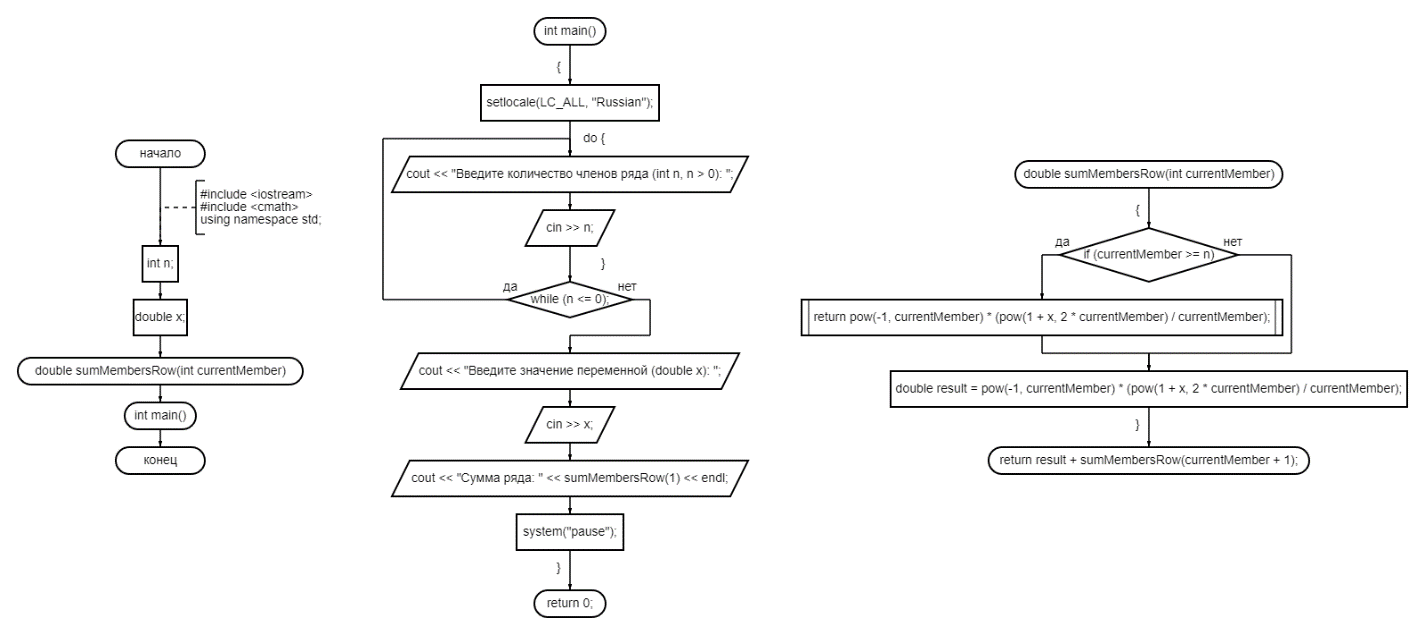 начало
#include <iostream>
#include <cmath>
using namespace std;
int n;
double x;
double sumMembersRow(int currentMember)
int main()
конец
int main()
{
setlocale(LC_ALL, "Russian");
do {
cout << "Введите количество членов ряда (int n, n > 0): ";
cin >> n;
}
да
while (n <= 0);
нет
cout << "Введите значение переменной (double x): ";
cin >> x;
cout << "Сумма ряда: " << sumMembersRow(1) << endl;
system("pause");
}
return 0;
double sumMembersRow(int currentMember)
{
да
if (currentMember >= n)
нет
return pow(-1, currentMember) * (pow(1 + x, 2 * currentMember) / currentMember);
double result = pow(-1, currentMember) * (pow(1 + x, 2 * currentMember) / currentMember);
}
return result + sumMembersRow(currentMember + 1);